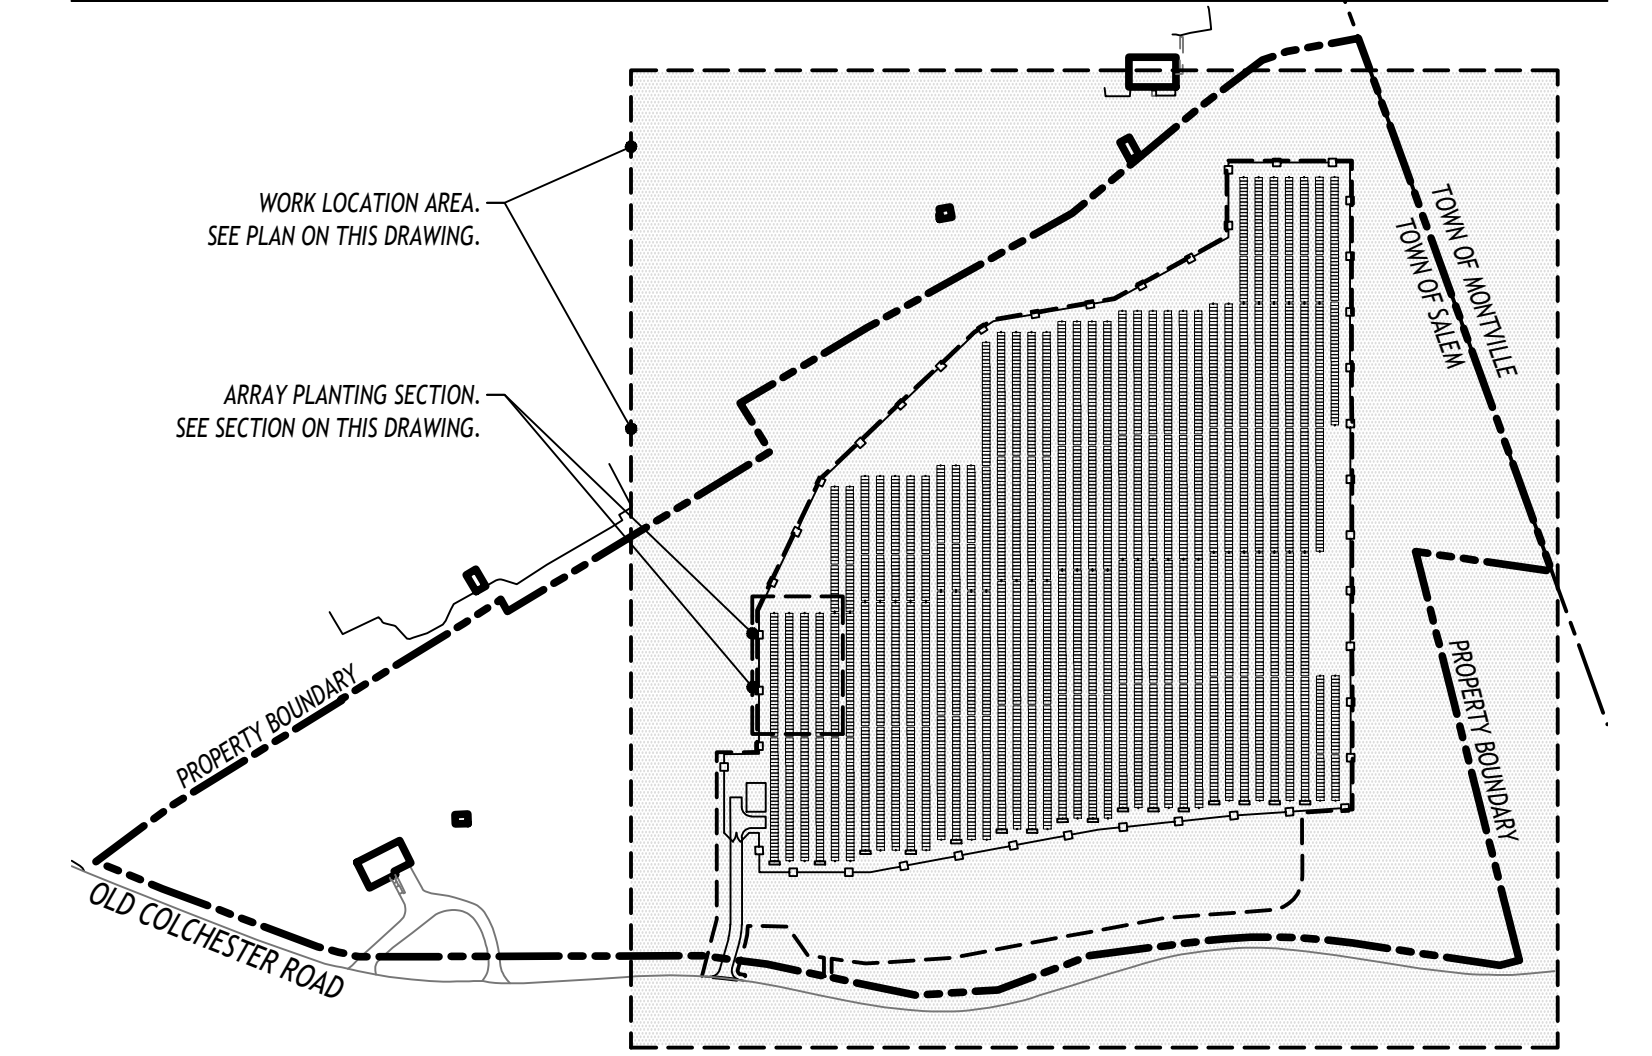 WORK LOCATION AREA.
SEE PLAN ON THIS DRAWING.
TOWN OF MONTVILLE
TOWN OF SALEM
ARRAY PLANTING SECTION.
SEE SECTION ON THIS DRAWING.
PROPERTY BOUNDARY
PROPERTY BOUNDARY
OLD COLCHESTER ROAD